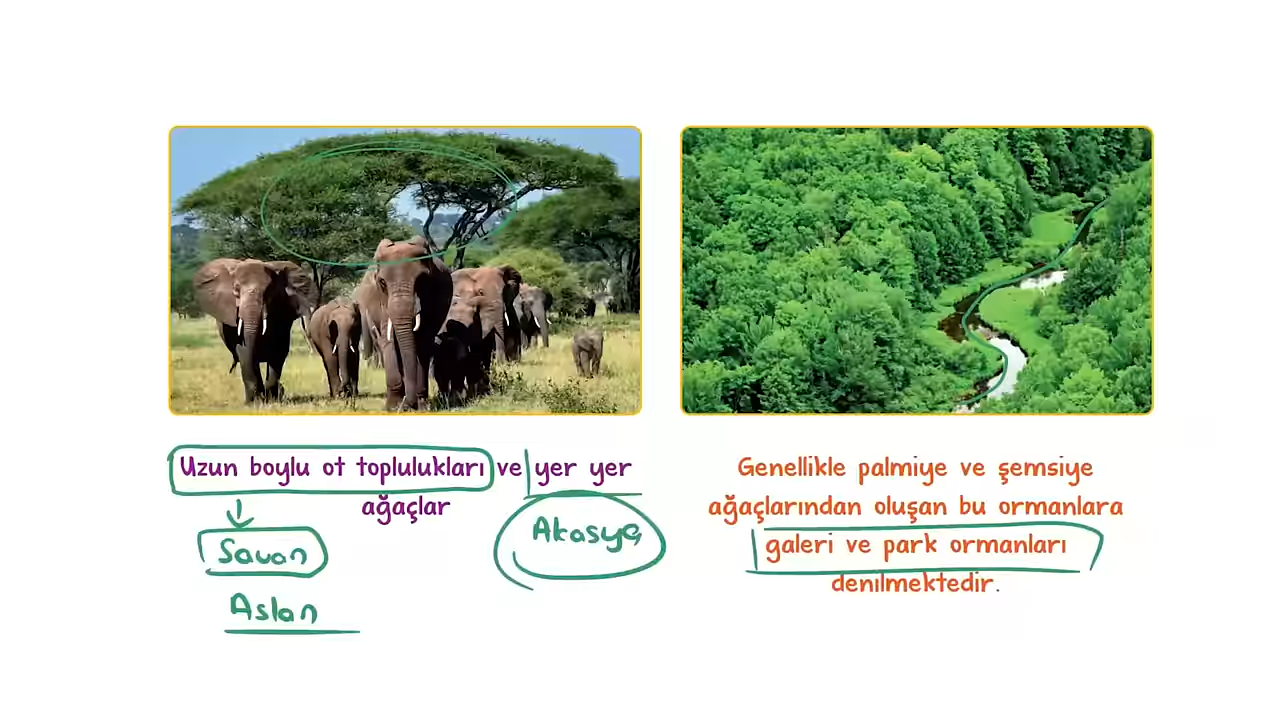 Uzun boylu ot toplulukları ve yer yer
ağaçlar
Savan
Aslan
Akasya
Genellikle palmiye ve şemsiye
ağaçlarından oluşan bu ormanlara
galeri ve park ormanları
denilmektedir.